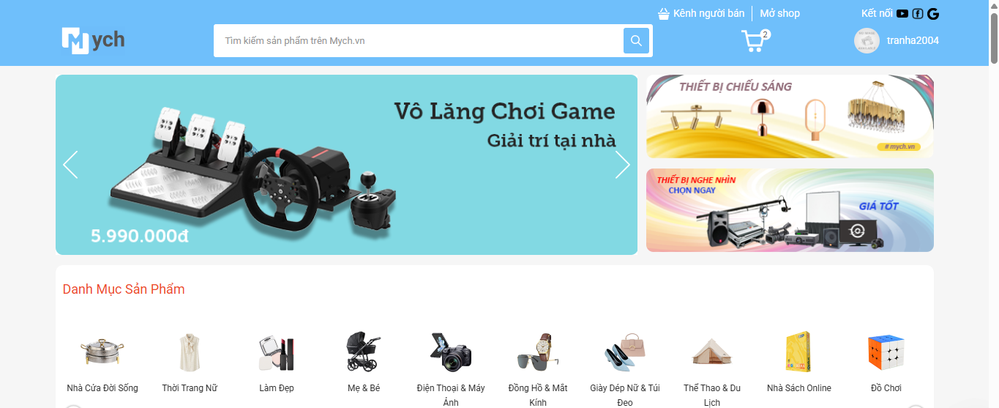 Kênh người bán
Mở shop
Kết nối
Mych
Tìm kiếm sản phẩm trên Mych.vn
2
tranha2004
Vô Lăng Chơi Game
Giải trí tại nhà
5.990.000đ
THIẾT BỊ CHIẾU SÁNG
# mych.vn
THIẾT BỊ NGHE NHÌN
CHỌN NGAY
GIÁ TỐT
Danh Mục Sản Phẩm
Nhà Cửa Đời Sống
Thời Trang Nữ
Làm Đẹp
Mẹ & Bé
Điện Thoại & Máy
Ảnh
Đồng Hồ & Mắt
Kính
Giày Dép Nữ & Túi
Đeo
Thể Thao & Du
Lịch
Nhà Sách Online
Đồ Chơi